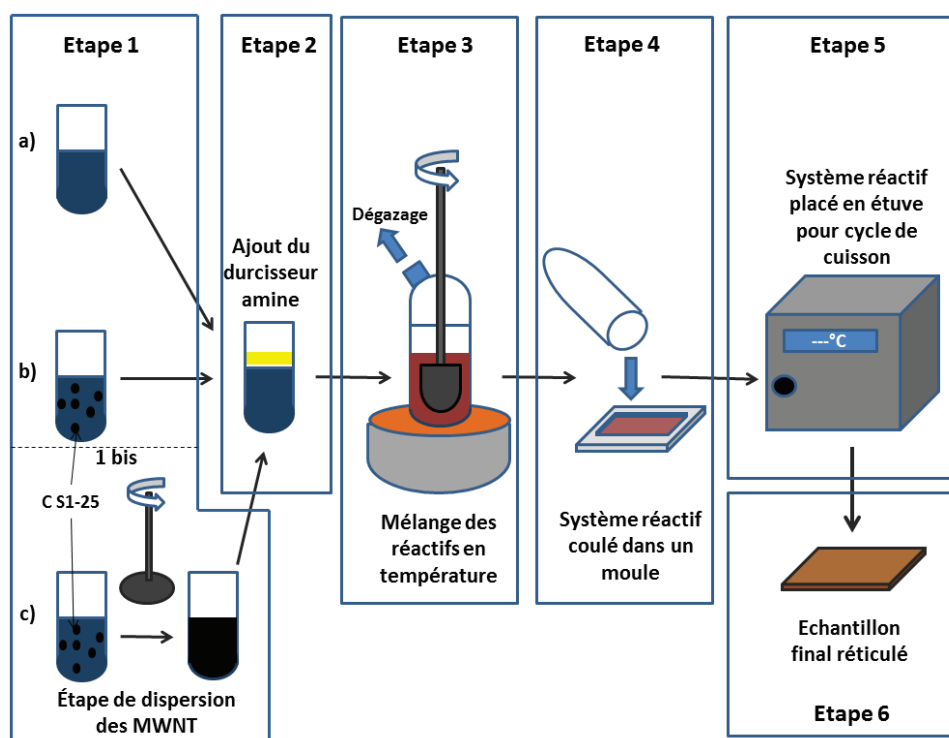 Etape 1
a)
b)
1 bis
C S1-25
c)
Étape de dispersion
des MWNT
Etape 2
Ajout du
durcisseur
amine
Etape 3
Dégazage
Mélange des
réactifs en
température
Etape 4
Système réactif
coulé dans un
moule
Etape 5
Système réactif
placé en étuve
pour cycle de
cuisson
---°C
Echantillon
final réticulé
Etape 6